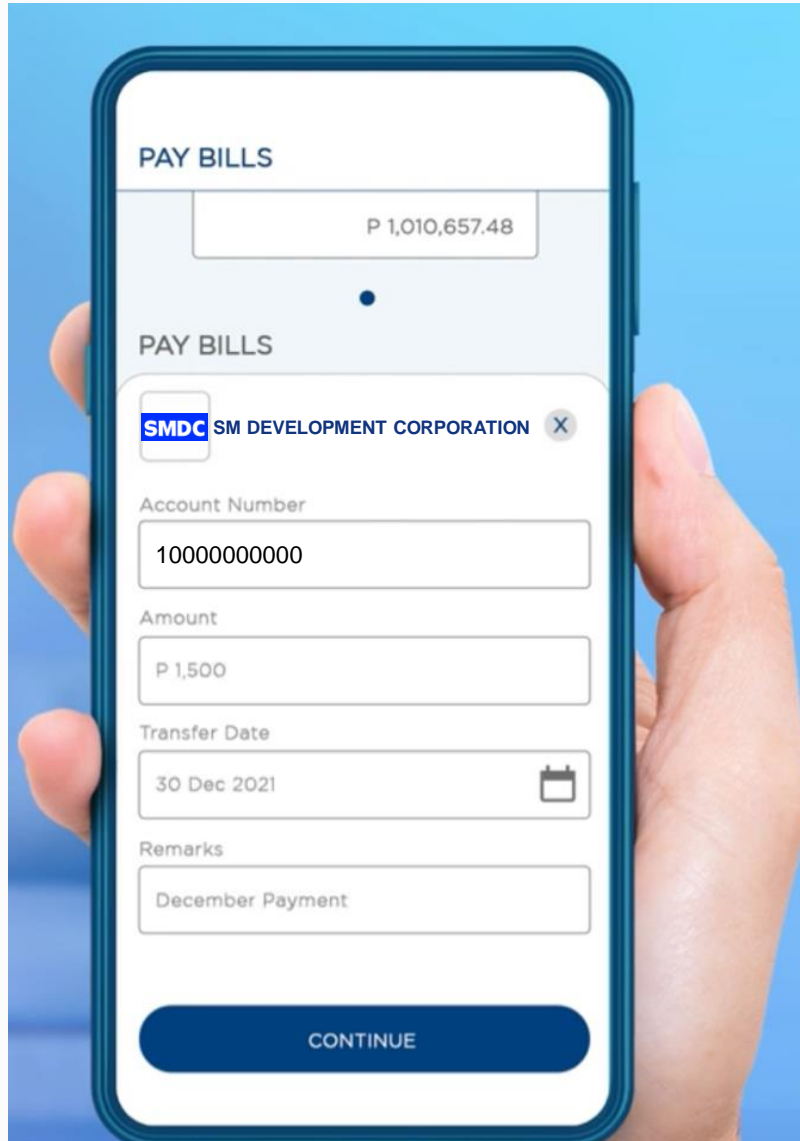 PAY BILLS
P 1,010,657.48
PAY BILLS
SMDC SM DEVELOPMENT CORPORATION X
Account Number
10000000000
Amount
P 1,500
Transfer Date
30 Dec 2021
Remarks
December Payment
CONTINUE